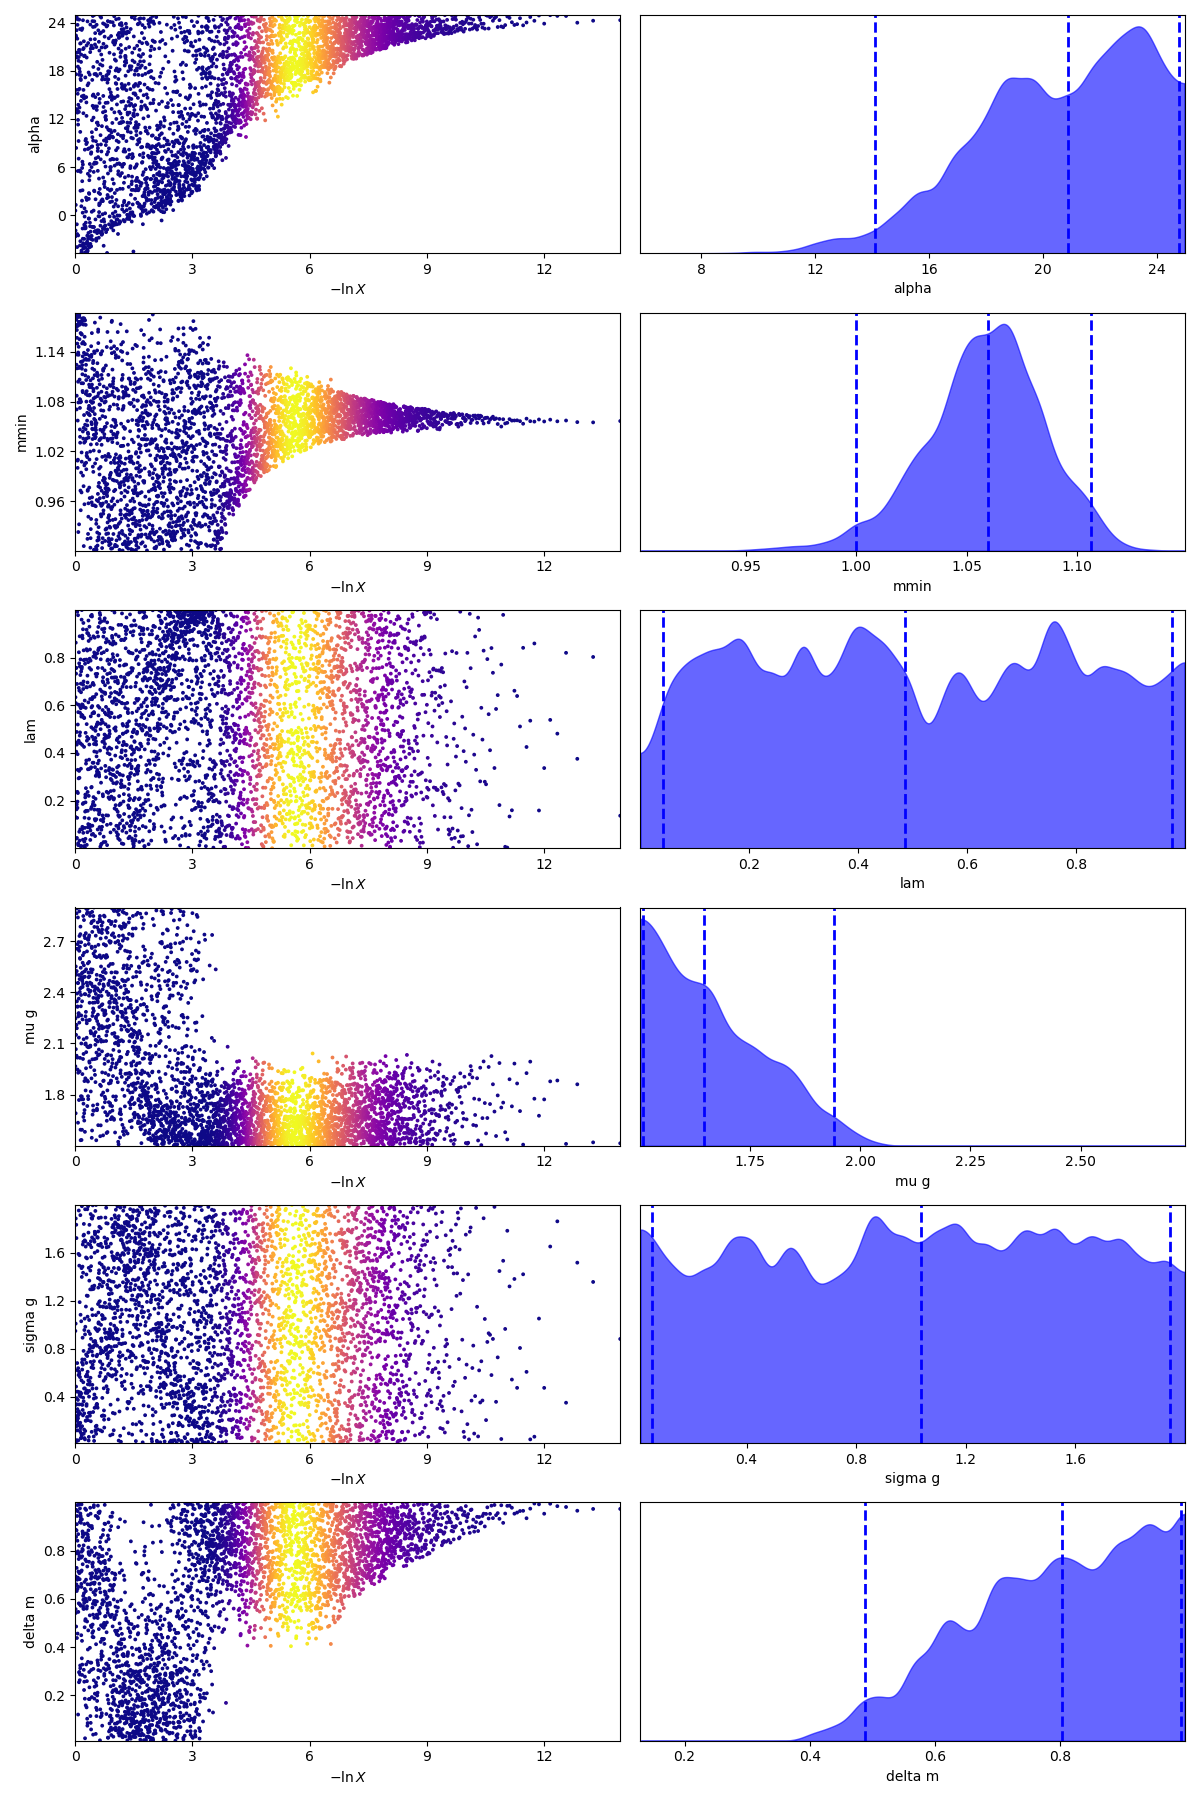 24
18
12
6
0
alpha
0 3 6 9 12
−ln X
8 12 16 20 24
alpha
1.14
1.08
1.02
0.96
mmin
0 3 6 9 12
−ln X
0.95 1.00 1.05 1.10
mmin
0.8
0.6
0.4
0.2
lam
0 3 6 9 12
−ln X
0.2 0.4 0.6 0.8
lam
2.7
2.4
2.1
1.8
mu g
0 3 6 9 12
−ln X
1.75 2.00 2.25 2.50
mu g
1.6
1.2
0.8
0.4
sigma g
0 3 6 9 12
−ln X
0.4 0.8 1.2 1.6
sigma g
0.8
0.6
0.4
0.2
delta m
0 3 6 9 12
−ln X
0.2 0.4 0.6 0.8
delta m